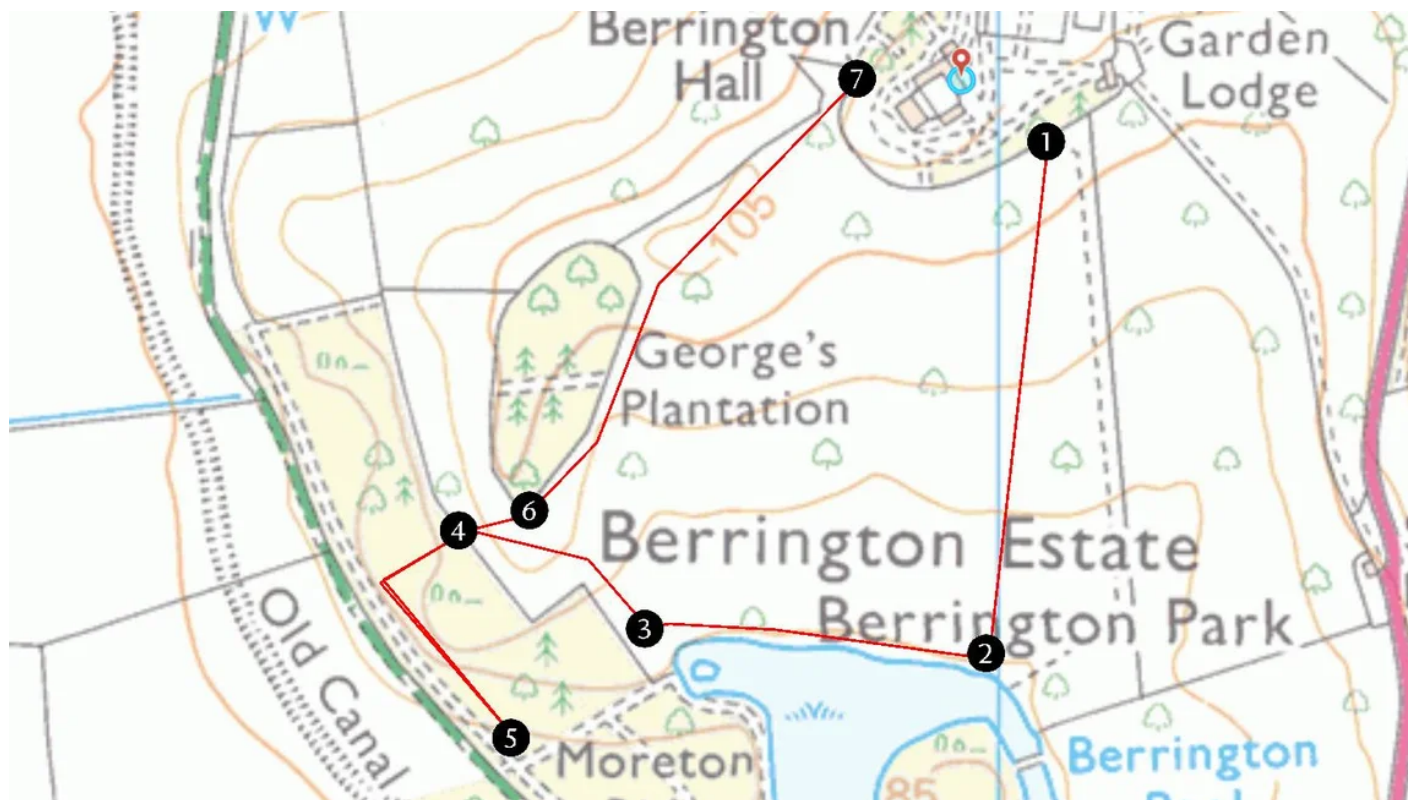 W
Berrington
Hall
Garden
Lodge
7
1
105
George's
Plantation
6
4
Berrington Estate
Berrington Park
3
2
Old Canal
5
Moreton
Berrington
85